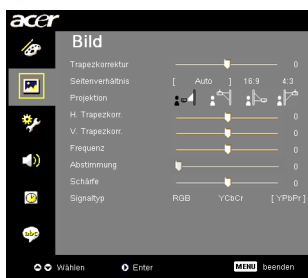 acer
Bild
Trapezkorrektur 0
Seitenverhältnis [ Auto ] 16:9 4:3
Projektion
H. Trapezkorr. 0
V. Trapezkorr. 0
Frequenz 0
Abstimmung 0
Schärfe 0
Signaltyp RGB YCbCr [ YPbPr ]
abc
Wählen Enter MENU beenden